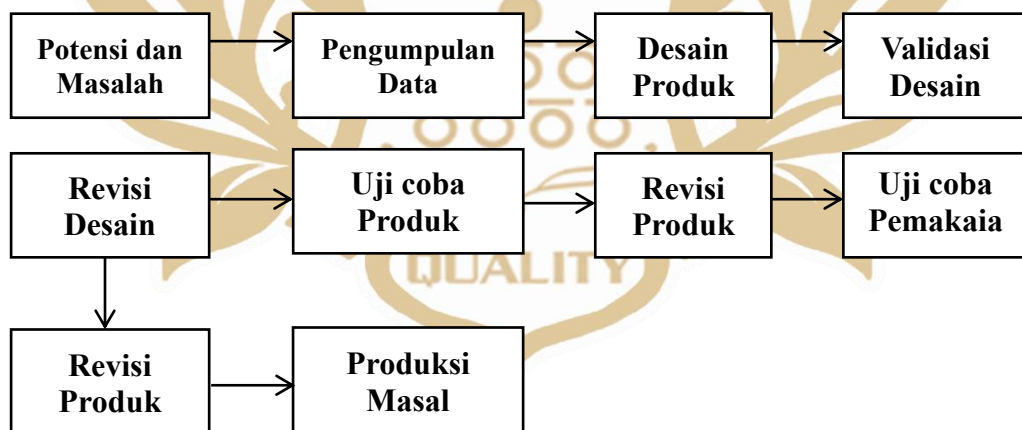 Potensi dan
Masalah
Pengumpulan
Data
Desain
Produk
Validasi
Desain
Revisi
Desain
Uji coba
Produk
Revisi
Produk
Uji coba
Pemakaia
QUALITY
Revisi
Produk
Produksi
Masal